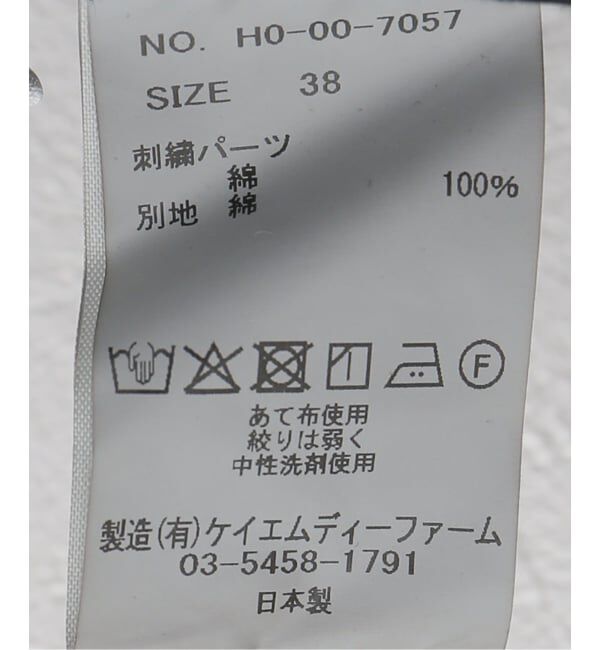 NO. H0-00-7057
SIZE 38
刺繍パーツ
綿 100%
別地 綿
F
あて布使用
絞りは弱く
中性洗剤使用
製造(有)ケイエムディーファーム
03-5458-1791
日本製